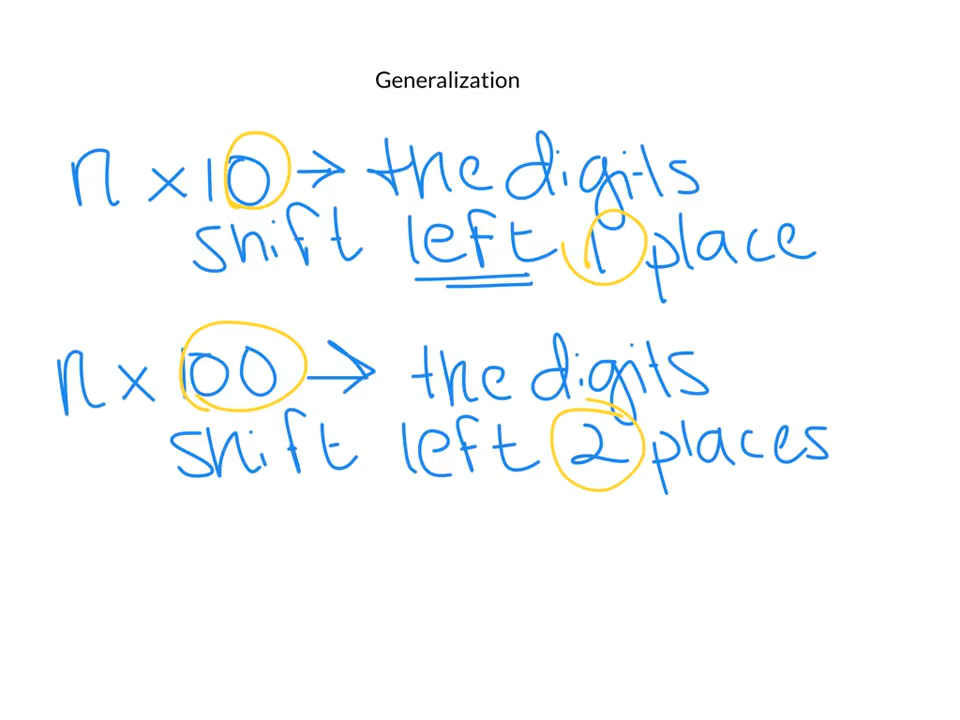 Generalization
n × 10 → the digits
shift left 1 place
n × 100 → the digits
shift left 2 places